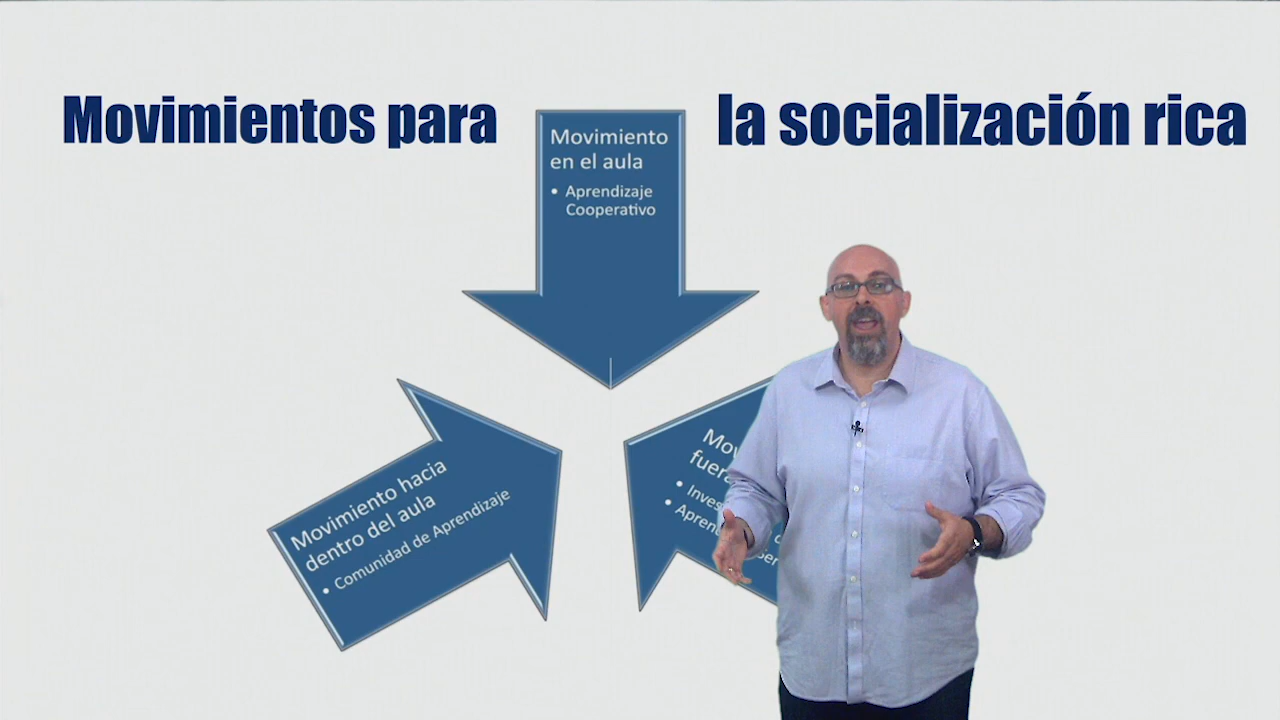 Movimientos para la socialización rica
Movimiento
en el aula
• Aprendizaje
Cooperativo
Movimiento hacia
dentro del aula
• Comunidad de Aprendizaje